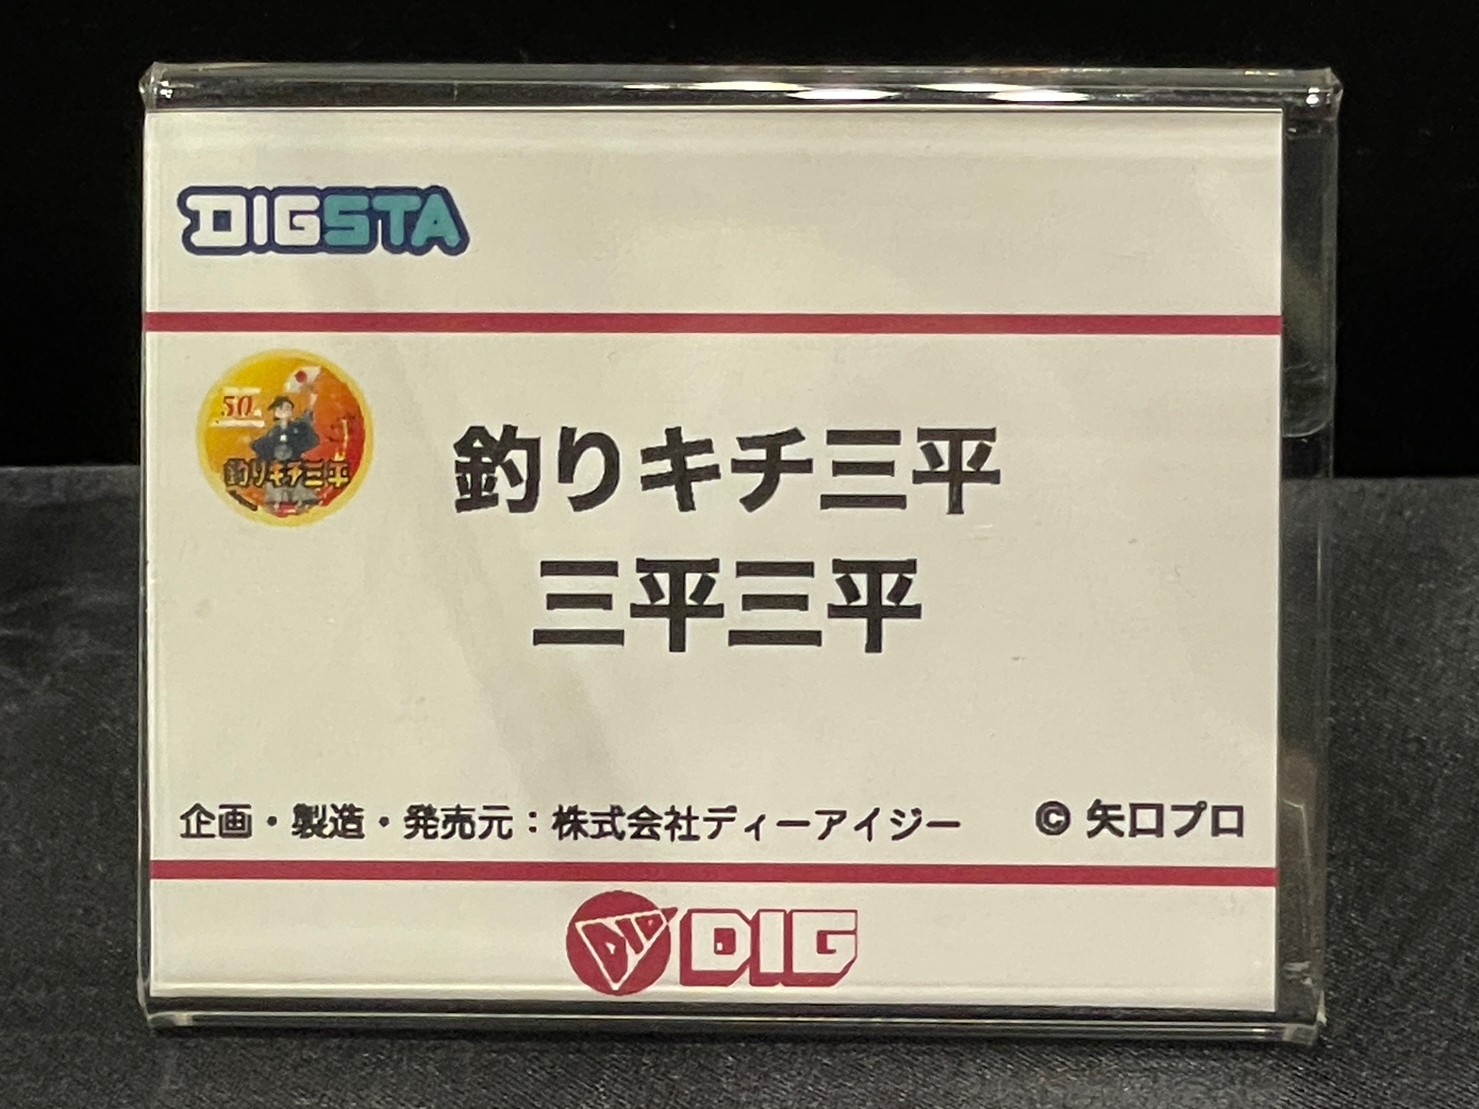 DIGSTA
50
釣りキチ三平
釣りキチ三平
三平三平
企画・製造・発売元：株式会社ディーアイジー
© 矢口プロ
DIG DIG